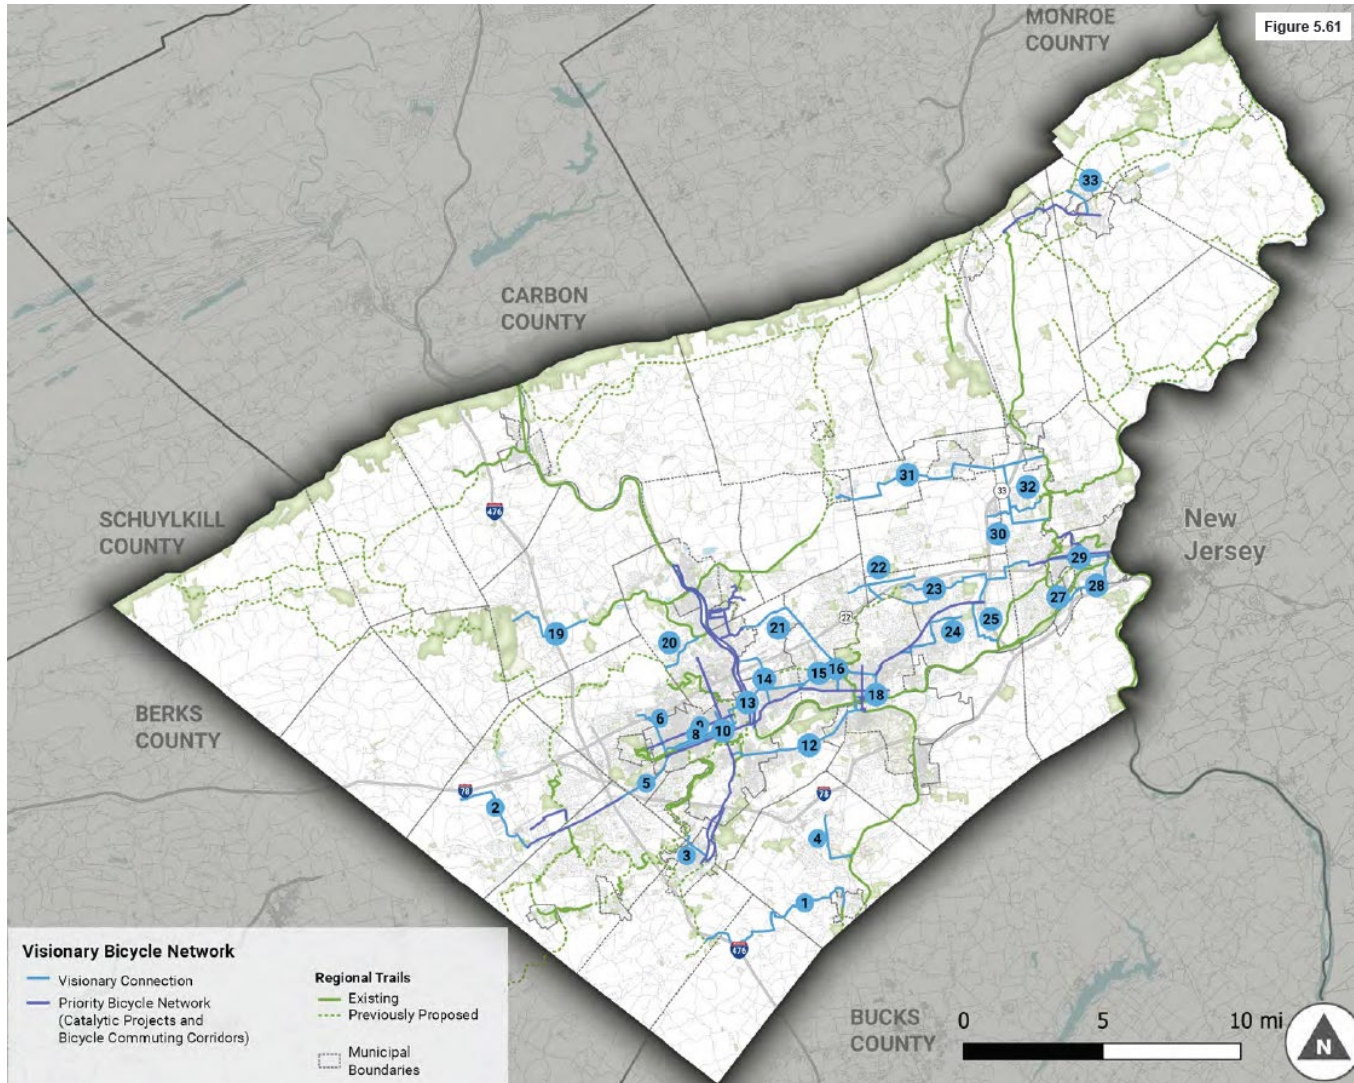 MONROE
COUNTY
Figure 5.61
33
CARBON
COUNTY
31
32
33
476
SCHUYLKILL
COUNTY
New
Jersey
30
29
22
23
28
27
19
21
22
25
24
20
15
16
14
18
13
BERKS
COUNTY
6
9
8
10
12
5
78
2
78
4
3
1
476
Visionary Bicycle Network
Visionary Connection
Priority Bicycle Network
(Catalytic Projects and
Bicycle Commuting Corridors)
Regional Trails
Existing
Previously Proposed
Municipal
Boundaries
BUCKS
COUNTY
0
5
10 mi
N